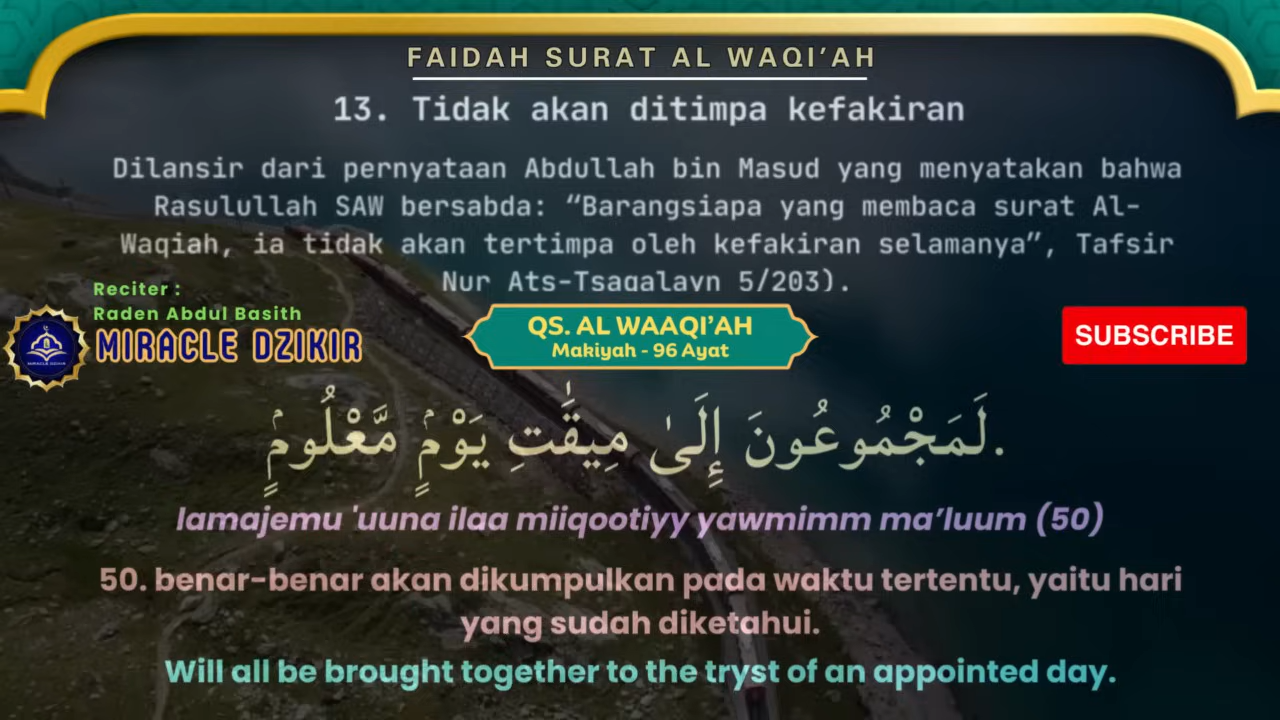 FAIDAH SURAT AL WAQI’AH
13. Tidak akan ditimpa kefakiran
Dilansir dari pernyataan Abdullah bin Masud yang menyatakan bahwa
Rasulullah SAW bersabda: “Barangsiapa yang membaca surat Al-
Waqiah, ia tidak akan tertimpa oleh kefakiran selamanya”, Tafsir
Nur Ats-Tsaqalayn 5/203).
Reciter :
Raden Abdul Basith
MIRACLE DZIKIR
QS. AL WAAQI’AH
Makiyah - 96 Ayat
SUBSCRIBE
لَمَجْمُوعُونَ إِلَىٰ مِيقَٰتِ يَوْمٍۢ مَّعْلُومٍۢ.
lamajemu 'uuna ilaa miiqootiyy yawmimm ma’luum (50)
50. benar-benar akan dikumpulkan pada waktu tertentu, yaitu hari
yang sudah diketahui.
Will all be brought together to the tryst of an appointed day.